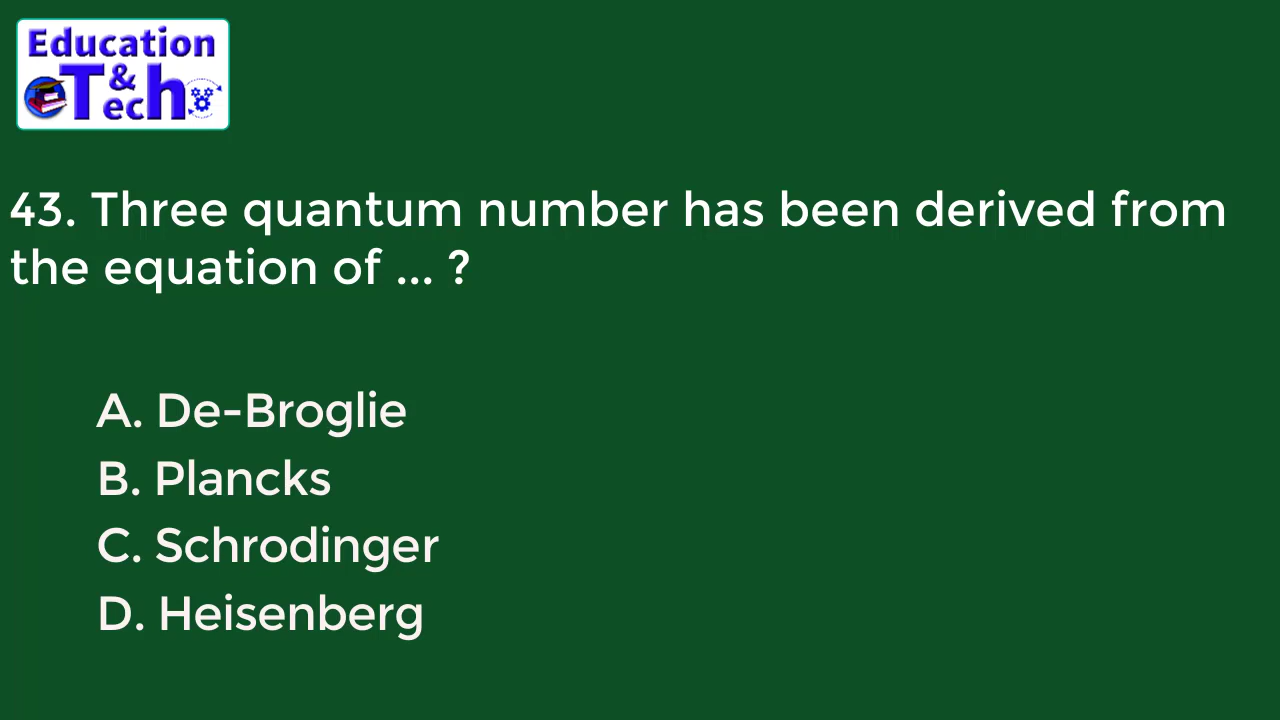 Education
&
Tech
43. Three quantum number has been derived from
the equation of ... ?
A. De-Broglie
B. Plancks
C. Schrodinger
D. Heisenberg